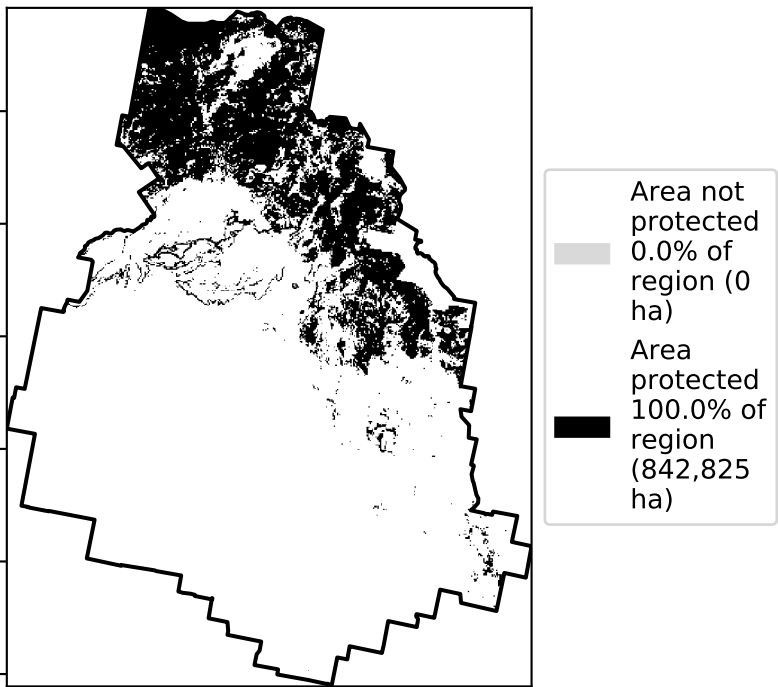 Area not
protected
0.0% of
region (0
ha)
Area
protected
100.0% of
region
(842,825
ha)